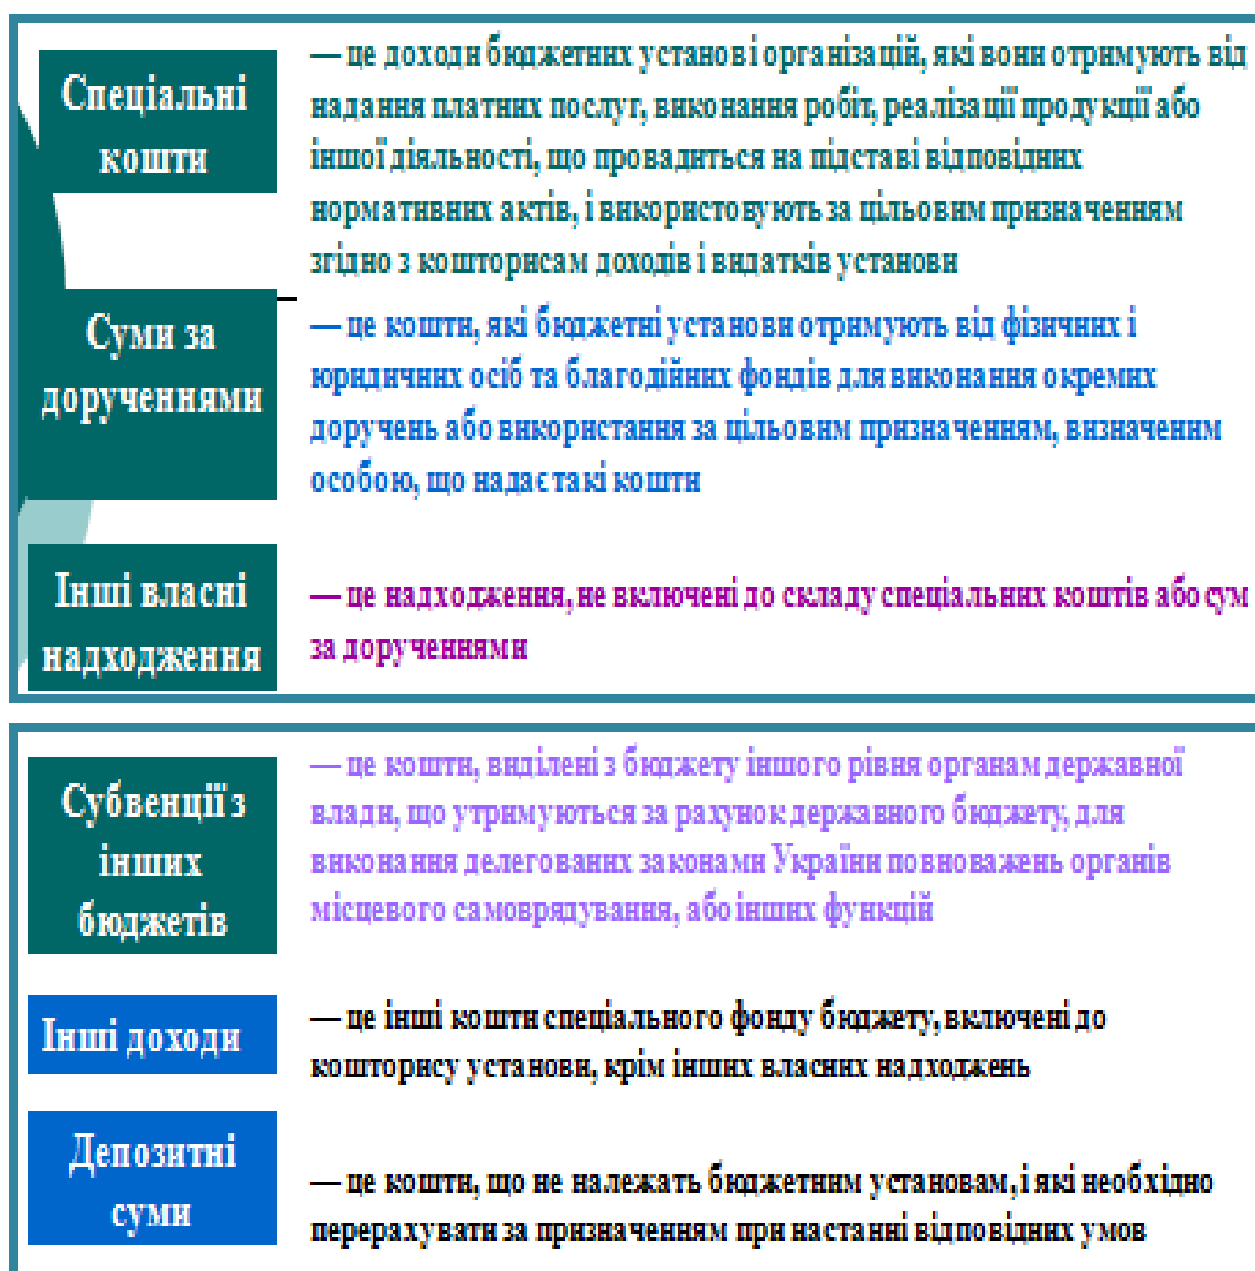 Спеціальні
кошти
— це доходи бюджетних установ і організацій, які вони отримують від
надання платних послуг, виконання робіт, реалізації продукції або
іншої діяльності, що провадиться на підставі відповідних
нормативних актів, і використовують за цільовим призначенням
згідно з кошторисам доходів і видатків установи
Суми за
дорученнями
— це кошти, які бюджетні установи отримують від фізичних і
юридичних осіб та благодійних фондів для виконання окремих
доручень або використання за цільовим призначенням, визначеним
особою, що надає такі кошти
Інші власні
надходження
— це надходження, не включені до складу спеціальних коштів або сум
за дорученнями
Субвенції з
інших
бюджетів
— це кошти, виділені з бюджету іншого рівня органам державної
влади, що утримуються за рахунок державного бюджету, для
виконання делегованих законами України повноважень органів
місцевого самоврядування, або інших функцій
Інші доходи
— це інші кошти спеціального фонду бюджету, включені до
кошторису установи, крім інших власних надходжень
Депозитні
суми
— це кошти, що не належать бюджетним установам, і які необхідно
перерахувати за призначенням при настанні відповідних умов